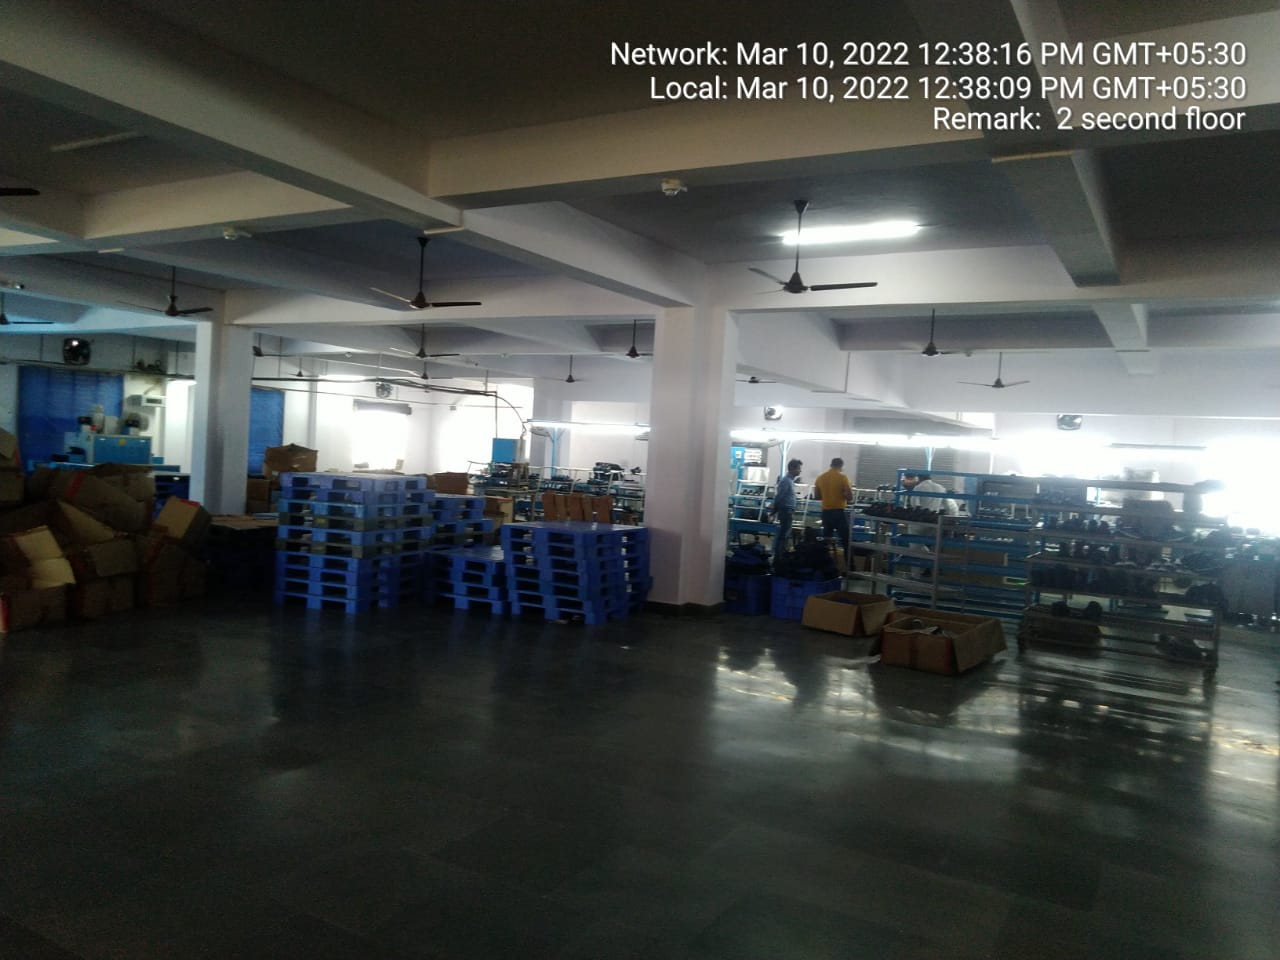 Network: Mar 10, 2022 12:38:16 PM GMT+05:30
Local: Mar 10, 2022 12:38:09 PM GMT+05:30
Remark: 2 second floor